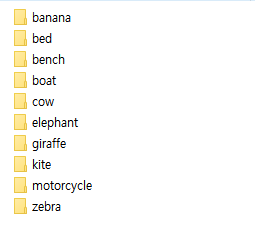 banana
bed
bench
boat
cow
elephant
giraffe
kite
motorcycle
zebra